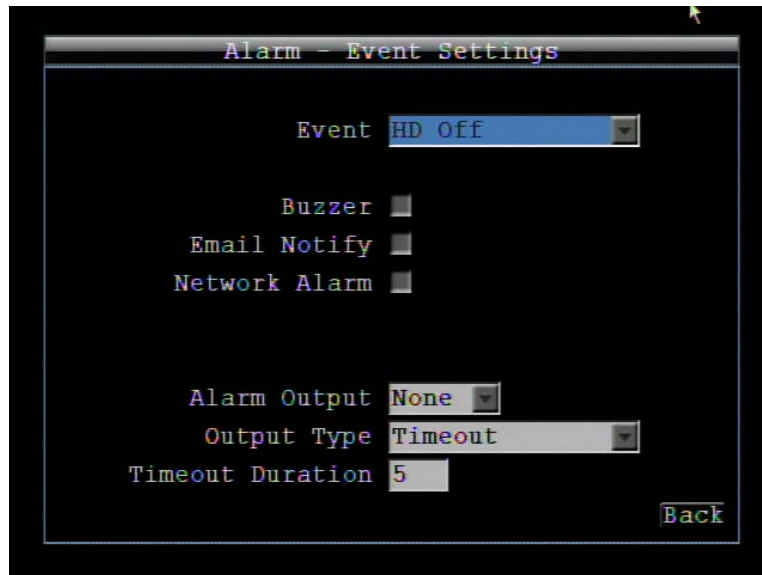 Alarm - Event Settings
Event HD Off
Buzzer
Email Notify
Network Alarm
Alarm Output None
Output Type Timeout
Timeout Duration 5
Back